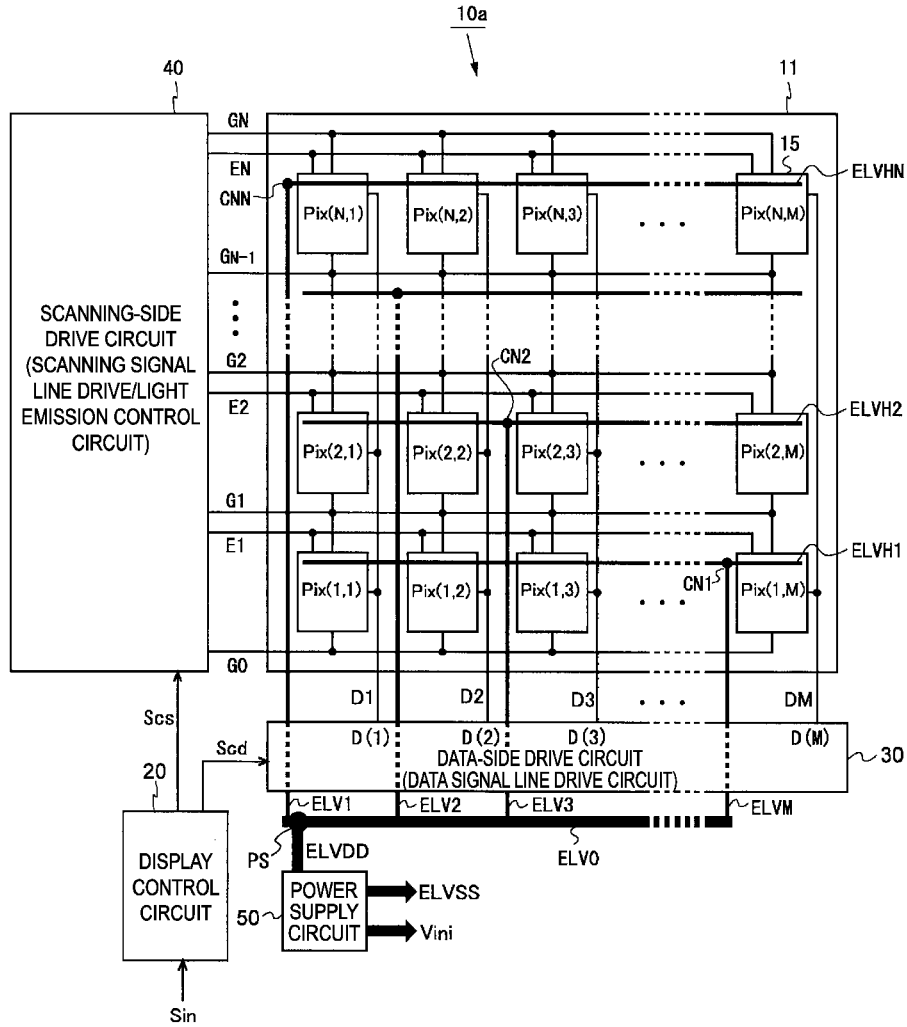 10a
40
11
GN
EN
15
ELVHN
CNN
Pix(N,1)
Pix(N,2)
Pix(N,3)
Pix(N,M)
GN-1
SCANNING-SIDE
DRIVE CIRCUIT
(SCANNING SIGNAL
LINE DRIVE/LIGHT
EMISSION CONTROL
CIRCUIT)
G2
CN2
E2
ELVH2
Pix(2,1)
Pix(2,2)
Pix(2,3)
Pix(2,M)
G1
E1
ELVH1
Pix(1,1)
Pix(1,2)
Pix(1,3)
CN1
Pix(1,M)
G0
Scs
D1
D2
D3
DM
Scd
D(1)
D(2)
D(3)
D(M)
DATA-SIDE DRIVE CIRCUIT
(DATA SIGNAL LINE DRIVE CIRCUIT)
30
20
ELV1
ELV2
ELV3
ELVM
PS
ELVDD
ELV0
DISPLAY
CONTROL
CIRCUIT
50
POWER
SUPPLY
CIRCUIT
ELVSS
Vini
Sin